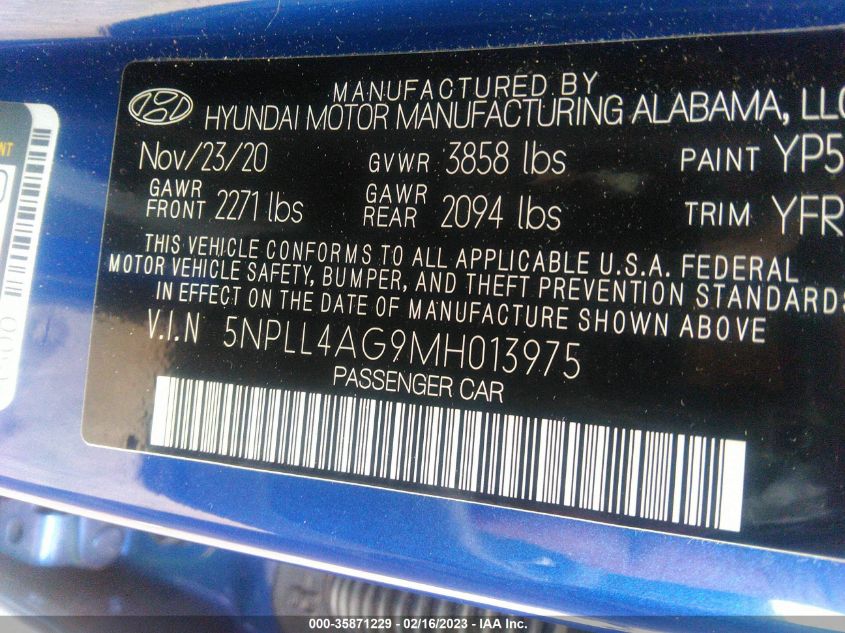 MANUFACTURED BY
HYUNDAI MOTOR MANUFACTURING ALABAMA, LLC
Nov/23/20 GVWR 3858 lbs PAINT YP5
GAWR FRONT 2271 lbs GAWR REAR 2094 lbs TRIM YFR
THIS VEHICLE CONFORMS TO ALL APPLICABLE U.S.A. FEDERAL
MOTOR VEHICLE SAFETY, BUMPER, AND THEFT PREVENTION STANDARDS
IN EFFECT ON THE DATE OF MANUFACTURE SHOWN ABOVE
V.I.N 5NPLL4AG9MH013975
PASSENGER CAR
000-35871229 - 02/16/2023 - IAA Inc.